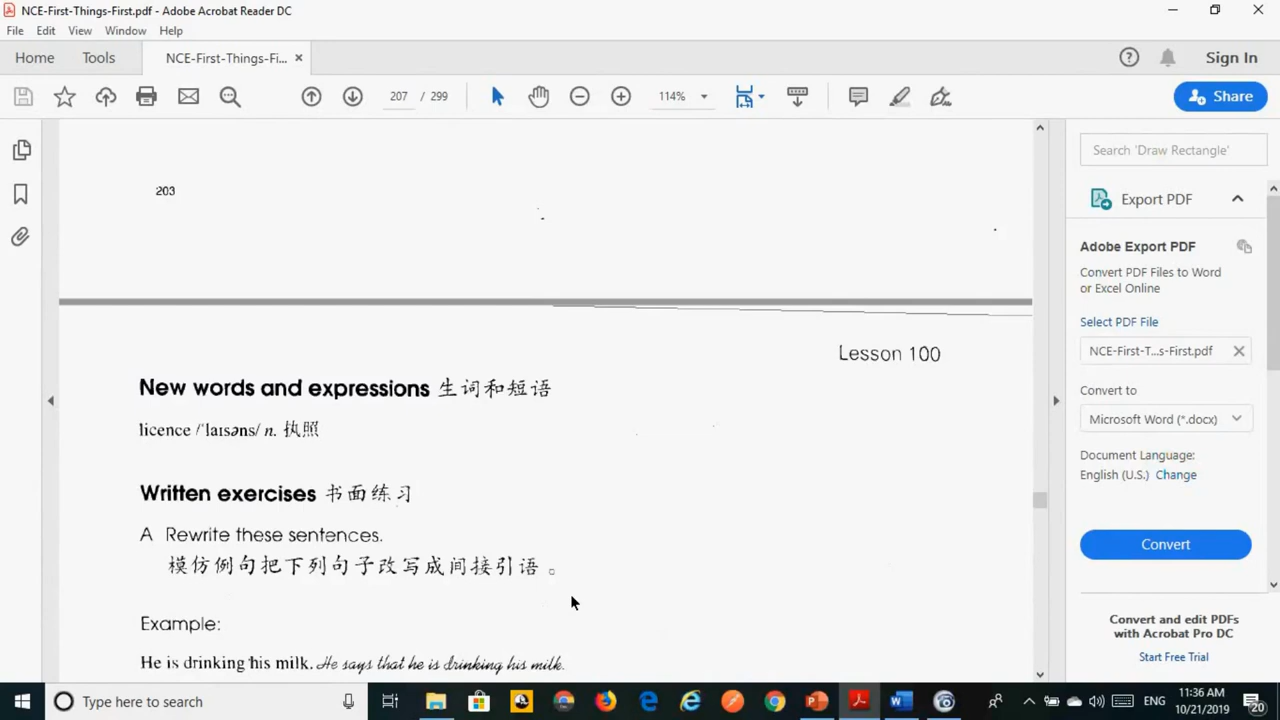 NCE-First-Things-First.pdf - Adobe Acrobat Reader DC
File Edit View Window Help
Home Tools NCE-First-Things-Fi... ×
Sign In
207 / 299
114%
Share
203
Lesson 100
New words and expressions 生词和短语
licence /ˈlaɪsəns/ n. 执照
Written exercises 书面练习
A Rewrite these sentences.
模仿例句把下列句子改写成间接引语。
Example:
He is drinking his milk. He says that he is drinking his milk.
Search 'Draw Rectangle'
Export PDF
Adobe Export PDF
Convert PDF Files to Word
or Excel Online
Select PDF File
NCE-First-T...s-First.pdf
Convert to
Microsoft Word (*.docx)
Document Language:
English (U.S.) Change
Convert
Convert and edit PDFs
with Acrobat Pro DC
Start Free Trial
Type here to search
ENG
11:36 AM
10/21/2019
20